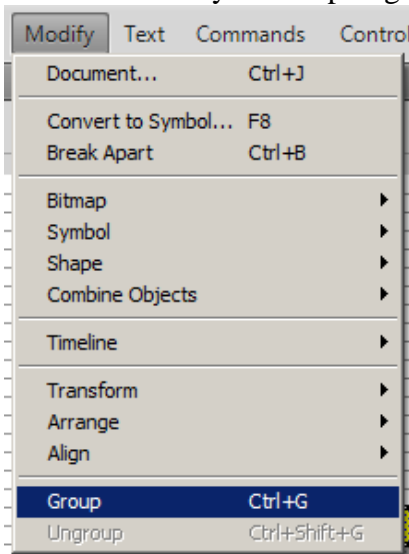 Modify Text Commands
Document... Ctrl+J
Convert to Symbol... F8
Break Apart Ctrl+B
Bitmap
Symbol
Shape
Combine Objects
Timeline
Transform
Arrange
Align
Group Ctrl+G
Ungroup Ctrl+Shift+G